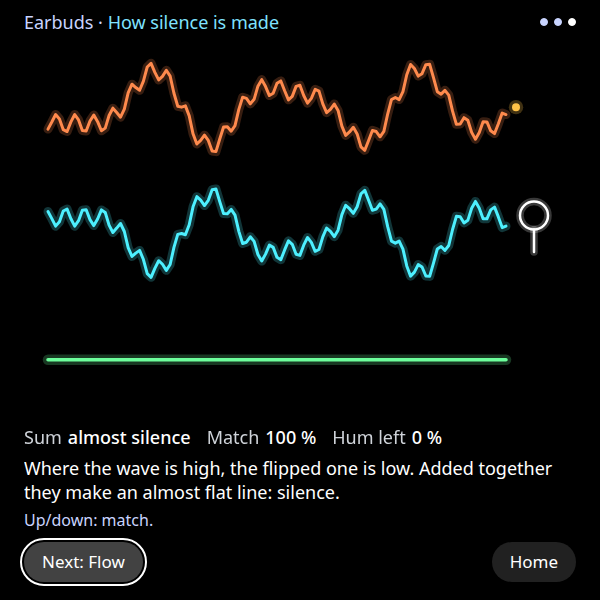 Earbuds · How silence is made
Sum almost silence Match 100 % Hum left 0 %
Where the wave is high, the flipped one is low. Added together
they make an almost flat line: silence.
Up/down: match.
Next: Flow
Home